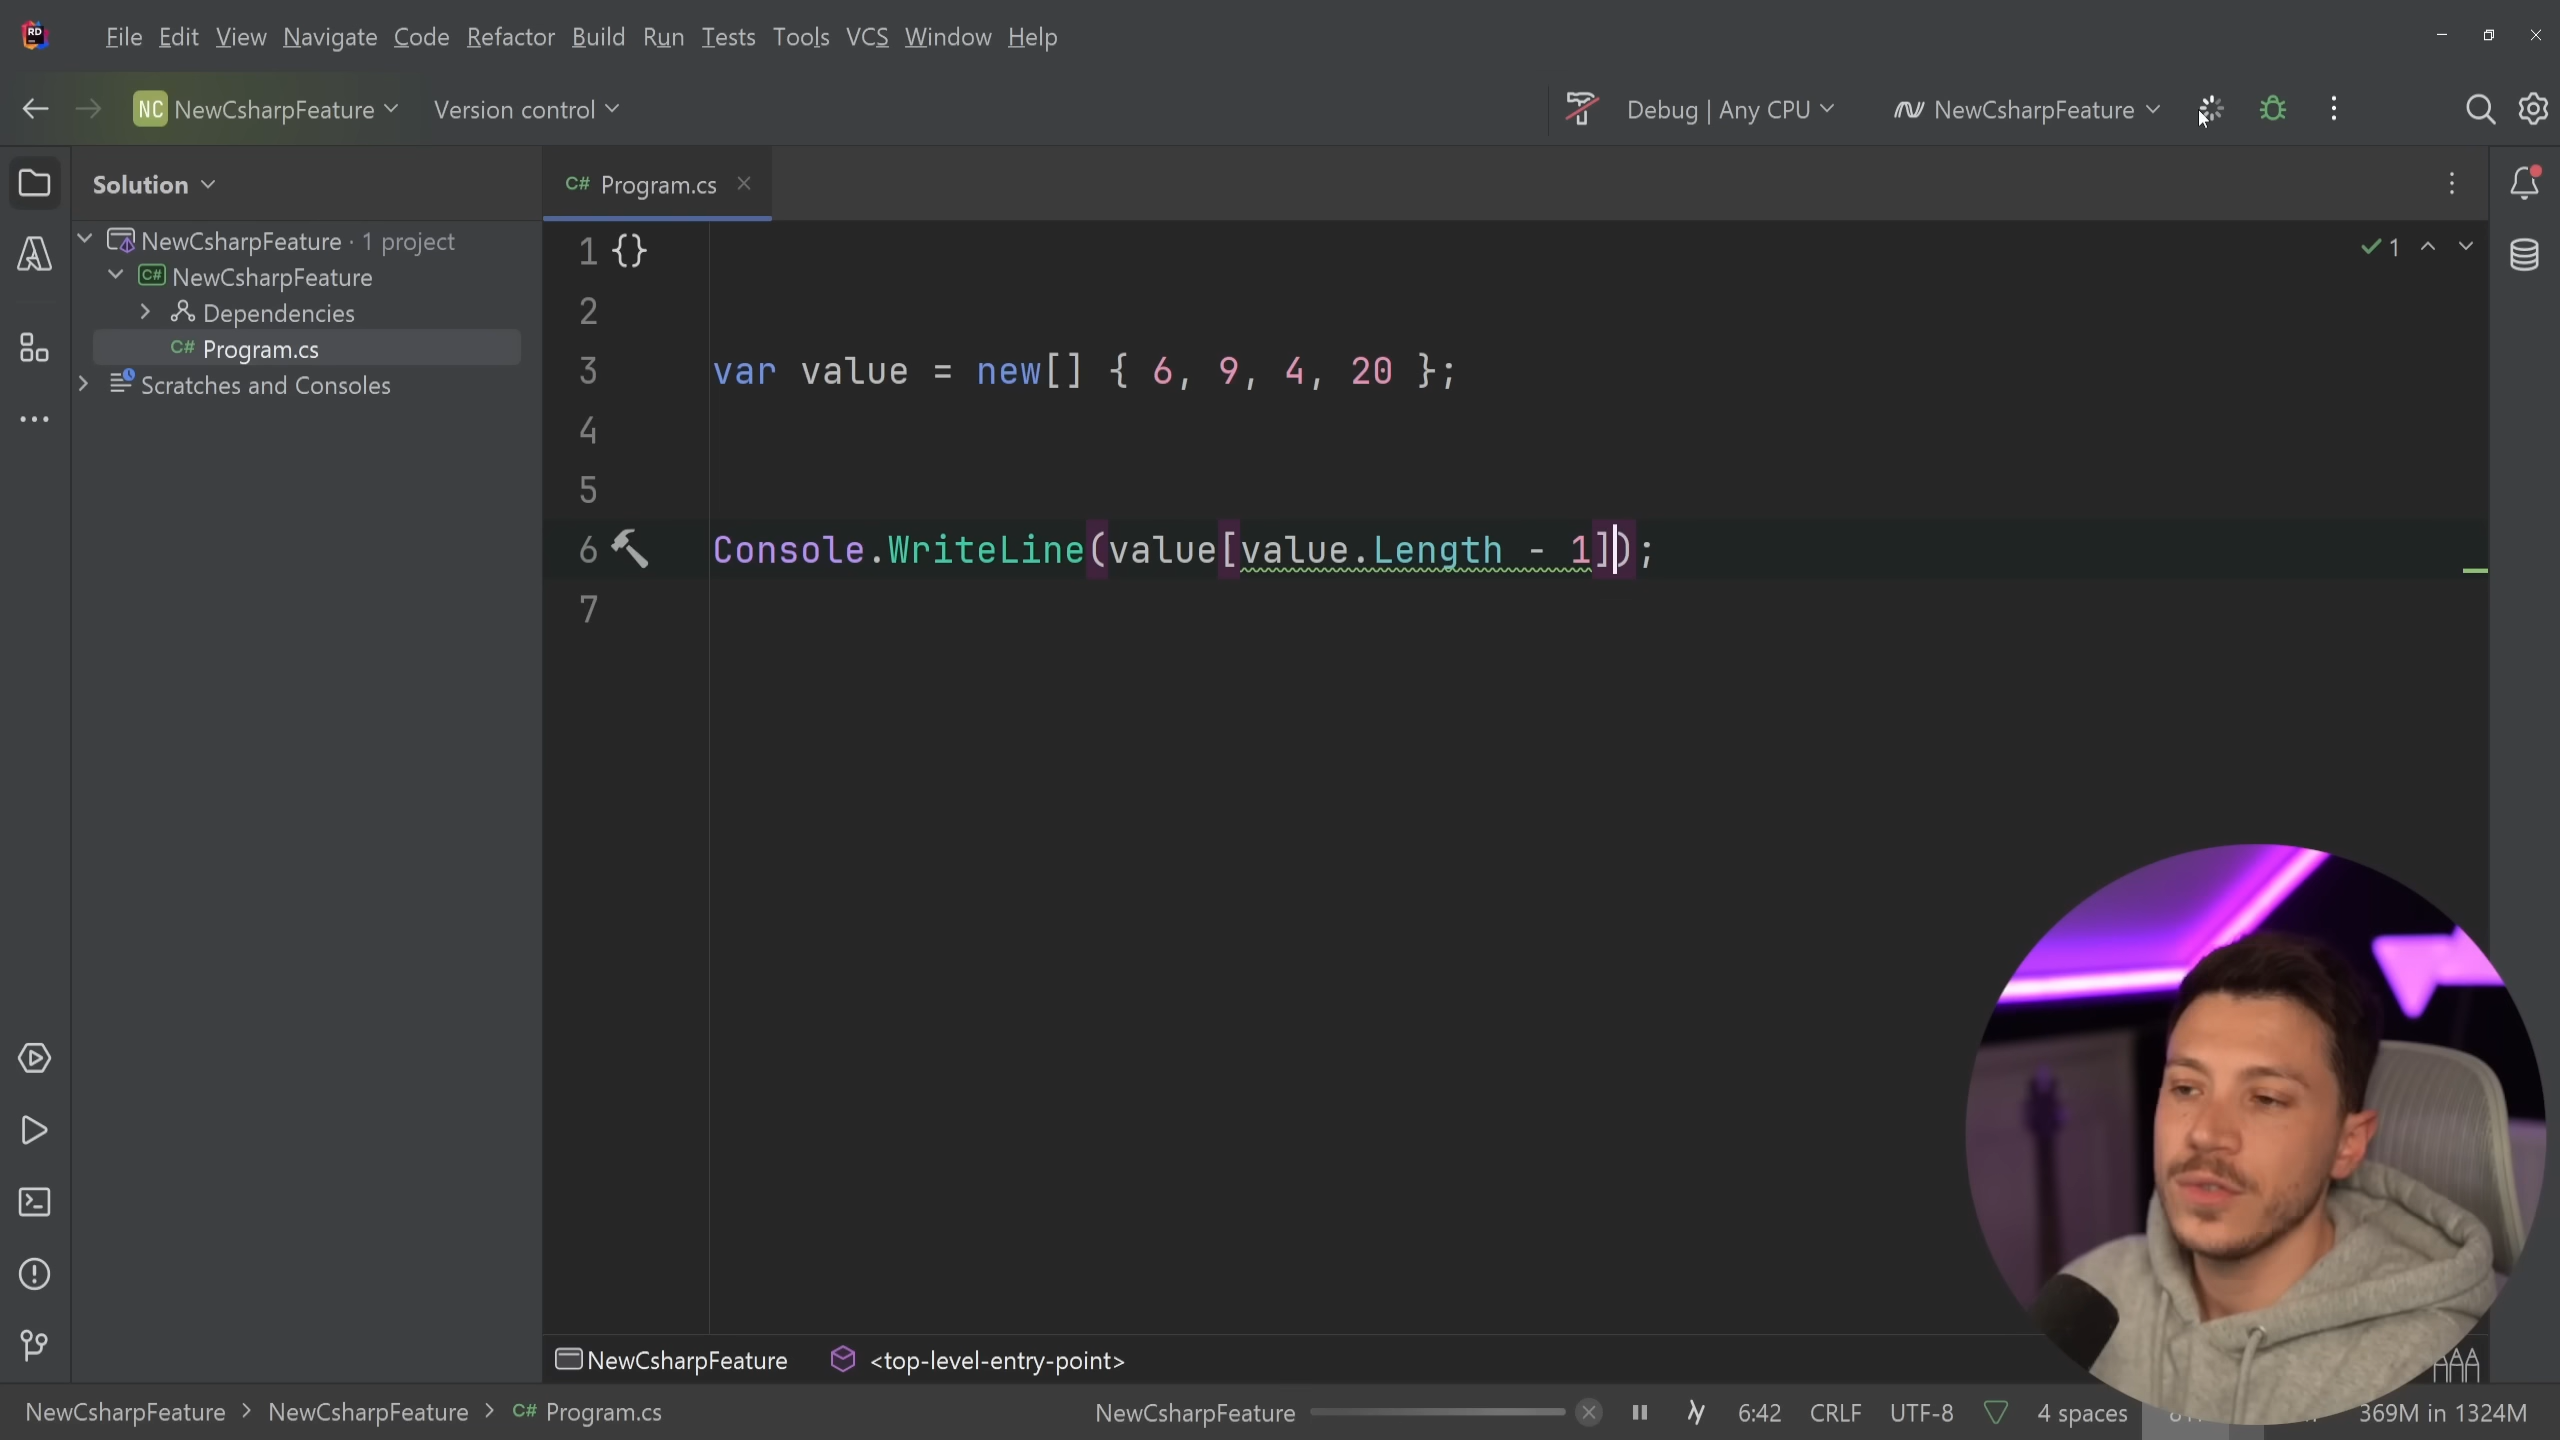 RD
File Edit View Navigate Code Refactor Build Run Tests Tools VCS Window Help
NC NewCsharpFeature Version control Debug | Any CPU NewCsharpFeature
Solution
C# Program.cs
NewCsharpFeature · 1 project
C# NewCsharpFeature
Dependencies
C# Program.cs
Scratches and Consoles
1 {}
1
2
3 var value = new[] { 6, 9, 4, 20 };
4
5
6 Console.WriteLine(value[value.Length - 1]);
7
NewCsharpFeature <top-level-entry-point>
NewCsharpFeature > NewCsharpFeature > C# Program.cs NewCsharpFeature 6:42 CRLF UTF-8 4 spaces 369M in 1324M